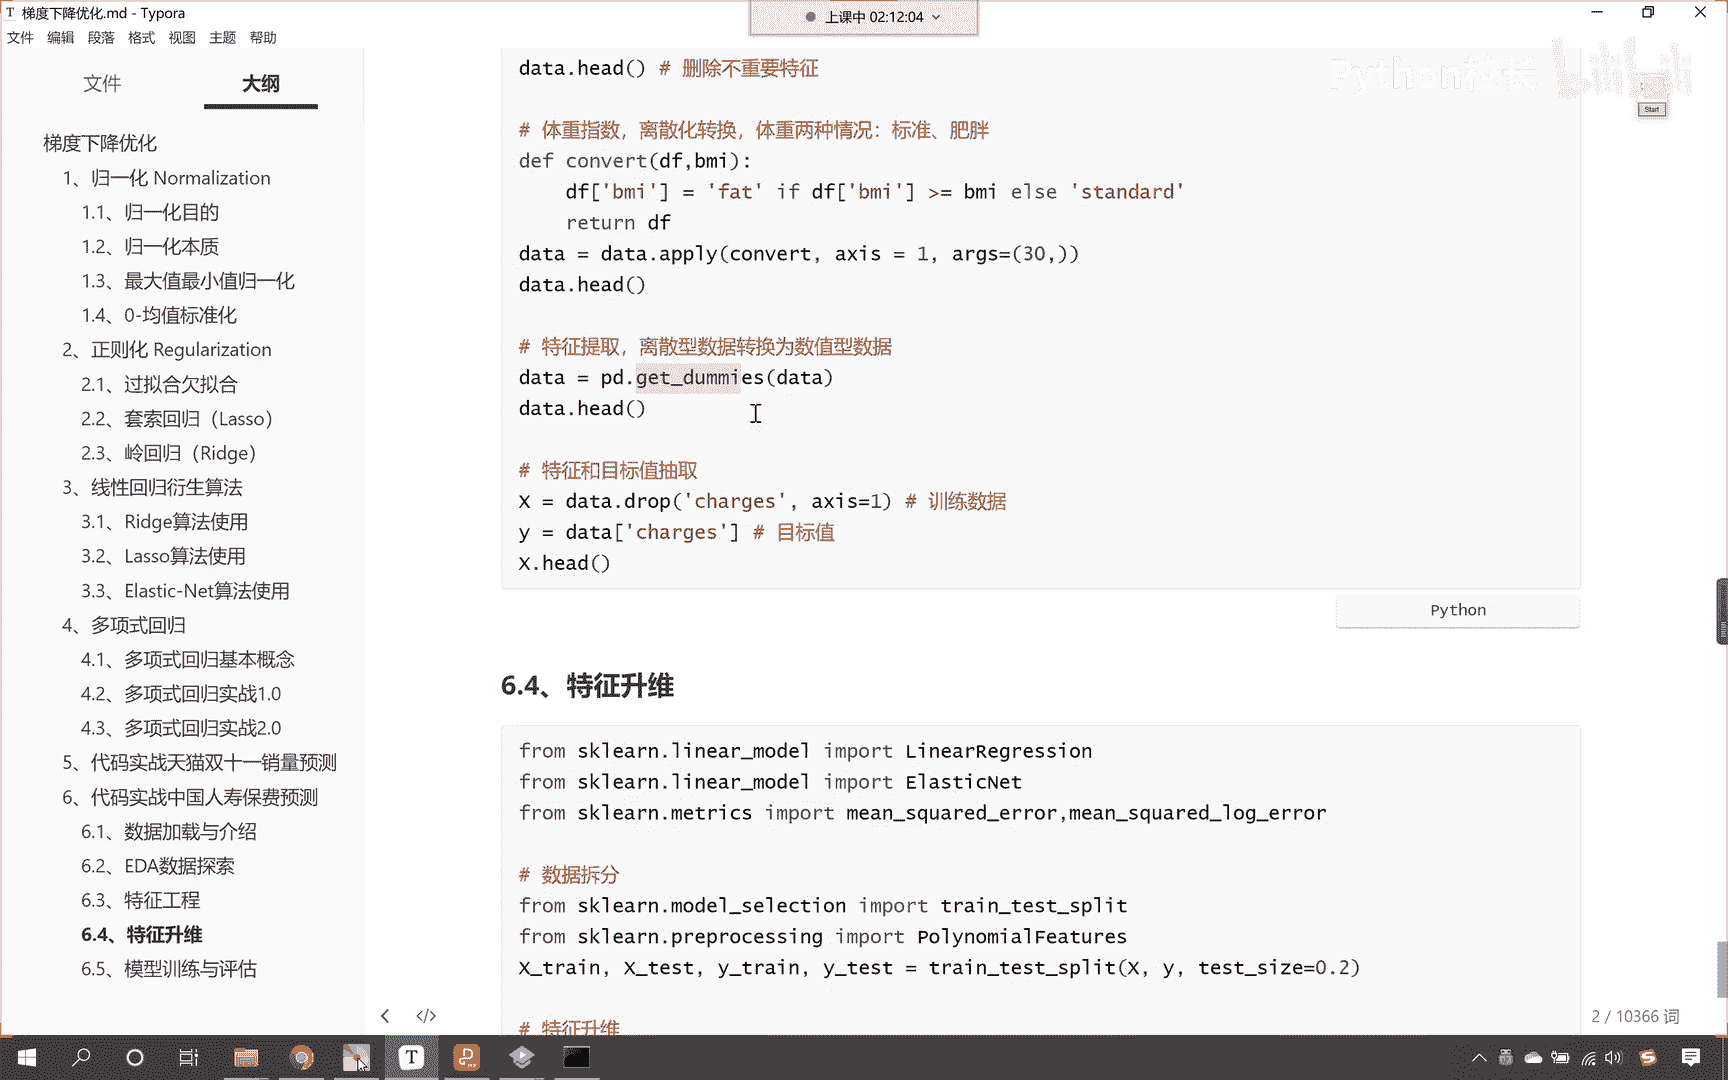 梯度下降优化.md - Typora
上课中 02:12:04
文件 编辑 段落 格式 视图 主题 帮助
Python校长 bilibili
Start
文件 大纲
梯度下降优化
1、归一化 Normalization
1.1、归一化目的
1.2、归一化本质
1.3、最大值最小值归一化
1.4、0-均值标准化
2、正则化 Regularization
2.1、过拟合欠拟合
2.2、套索回归（Lasso）
2.3、岭回归（Ridge）
3、线性回归衍生算法
3.1、Ridge算法使用
3.2、Lasso算法使用
3.3、Elastic-Net算法使用
4、多项式回归
4.1、多项式回归基本概念
4.2、多项式回归实战1.0
4.3、多项式回归实战2.0
5、代码实战天猫双十一销量预测
6、代码实战中国人寿保费预测
6.1、数据加载与介绍
6.2、EDA数据探索
6.3、特征工程
6.4、特征升维
6.5、模型训练与评估
data.head() # 删除不重要特征
# 体重指数，离散化转换，体重两种情况：标准、肥胖
def convert(df,bmi):
    df['bmi'] = 'fat' if df['bmi'] >= bmi else 'standard'
    return df
data = data.apply(convert, axis = 1, args=(30,))
data.head()
# 特征提取，离散型数据转换为数值型数据
data = pd.get_dummies(data)
data.head()
# 特征和目标值抽取
X = data.drop('charges', axis=1) # 训练数据
y = data['charges'] # 目标值
X.head()
Python
6.4、特征升维
from sklearn.linear_model import LinearRegression
from sklearn.linear_model import ElasticNet
from sklearn.metrics import mean_squared_error,mean_squared_log_error
# 数据拆分
from sklearn.model_selection import train_test_split
from sklearn.preprocessing import PolynomialFeatures
X_train, X_test, y_train, y_test = train_test_split(X, y, test_size=0.2)
# 特征升维
2 / 10366 词